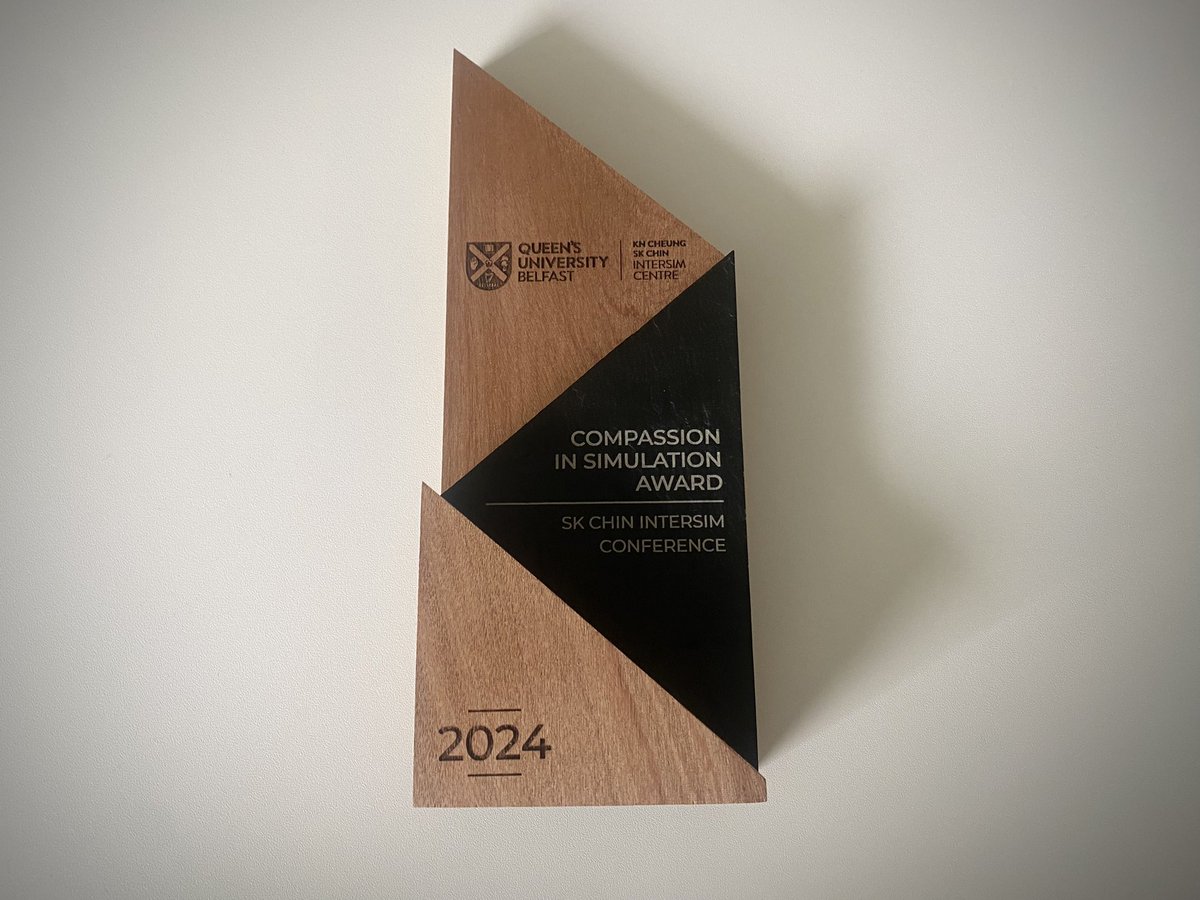 QUEEN'S
UNIVERSITY
BELFAST
KN CHEUNG
SK CHIN
INTERSIM
CENTRE
COMPASSION
IN SIMULATION
AWARD
SK CHIN INTERSIM
CONFERENCE
2024